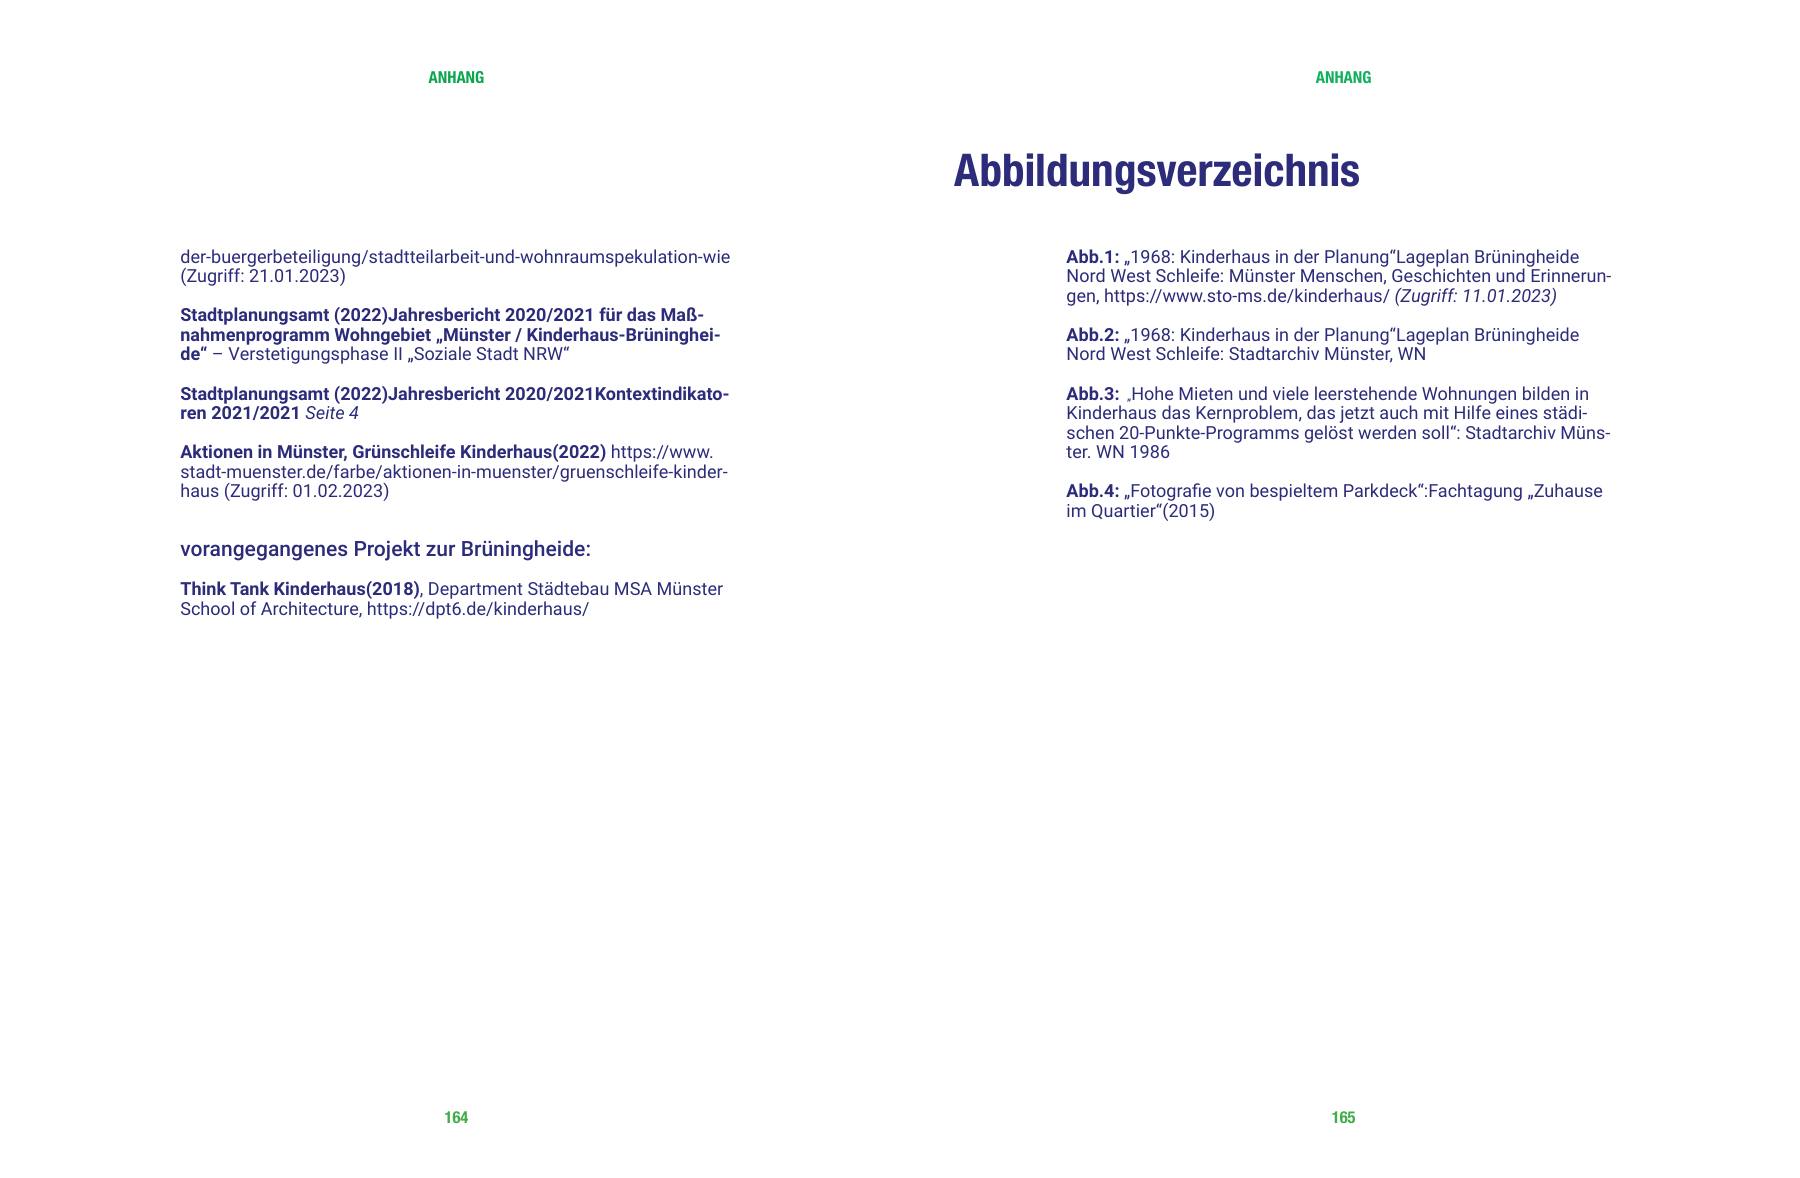 ANHANG
der-buergerbeteiligung/stadtteilarbeit-und-wohnraumspekulation-wie
(Zugriff: 21.01.2023)
Stadtplanungsamt (2022)Jahresbericht 2020/2021 für das Maß-
nahmenprogramm Wohngebiet „Münster / Kinderhaus-Brüninghei-
de“ – Verstetigungsphase II „Soziale Stadt NRW“
Stadtplanungsamt (2022)Jahresbericht 2020/2021Kontextindikato-
ren 2021/2021 Seite 4
Aktionen in Münster, Grünschleife Kinderhaus(2022) https://www.
stadt-muenster.de/farbe/aktionen-in-muenster/gruenschleife-kinder-
haus (Zugriff: 01.02.2023)
vorangegangenes Projekt zur Brüningheide:
Think Tank Kinderhaus(2018), Department Städtebau MSA Münster
School of Architecture, https://dpt6.de/kinderhaus/
164
ANHANG
Abbildungsverzeichnis
Abb.1: „1968: Kinderhaus in der Planung“Lageplan Brüningheide
Nord West Schleife: Münster Menschen, Geschichten und Erinnerun-
gen, https://www.sto-ms.de/kinderhaus/ (Zugriff: 11.01.2023)
Abb.2: „1968: Kinderhaus in der Planung“Lageplan Brüningheide
Nord West Schleife: Stadtarchiv Münster, WN
Abb.3: „Hohe Mieten und viele leerstehende Wohnungen bilden in
Kinderhaus das Kernproblem, das jetzt auch mit Hilfe eines städi-
schen 20-Punkte-Programms gelöst werden soll“: Stadtarchiv Müns-
ter. WN 1986
Abb.4: „Fotografie von bespieltem Parkdeck“:Fachtagung „Zuhause
im Quartier“(2015)
165